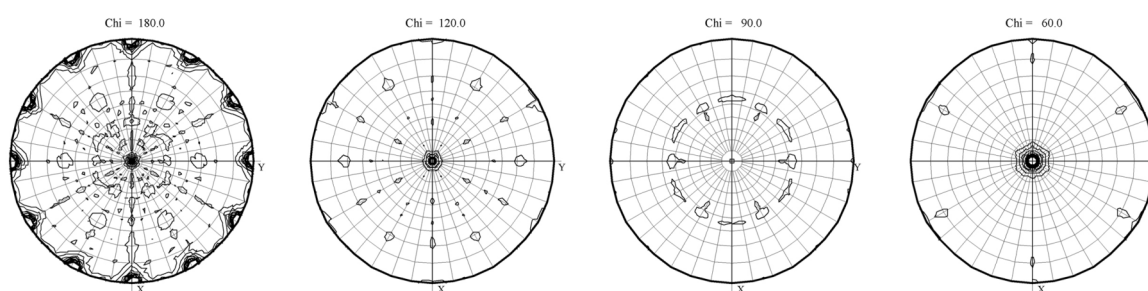 Chi = 180.0
Y
X
Chi = 120.0
Y
X
Chi = 90.0
Y
X
Chi = 60.0
Y
X